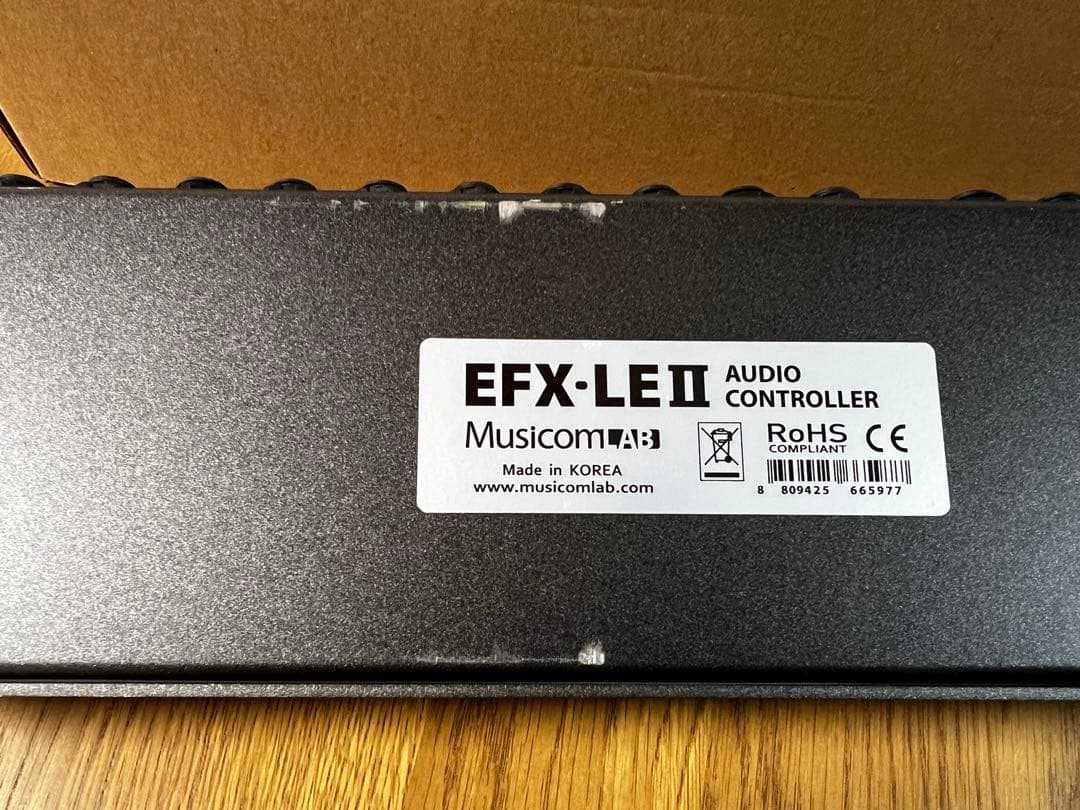 EFX·LE II AUDIO CONTROLLER
MusicomLAB
RoHS
COMPLIANT
CE
Made in KOREA
www.musicomlab.com
8 809425 665977